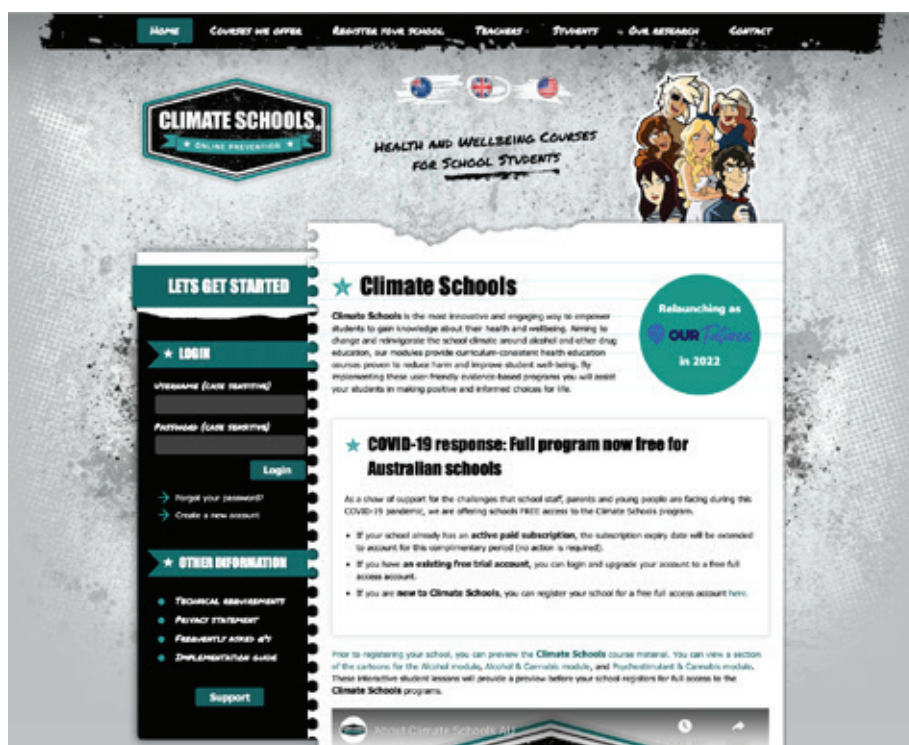 Home Courses we offer Register your school Teachers Students Our research Contact
CLIMATE SCHOOLS
ONLINE PREVENTION
Health and Wellbeing Courses
for School Students
LETS GET STARTED
LOGIN
Username (case sensitive)
Password (case sensitive)
Login
Forgot your password?
Create a new account
OTHER INFORMATION
Technical requirements
Privacy statement
Frequently asked q's
Implementation guide
Support
Climate Schools
Climate Schools is the most innovative and engaging way to empower
students to gain knowledge about their health and wellbeing. Aiming to
change and reinvigorate the school climate around alcohol and other drug
education, our modules provide curriculum-consistent health education
courses proven to reduce harm and improve student well-being. By
implementing these user-friendly evidence-based programs you will assist
your students in making positive and informed choices for life.
Relaunching as
OUR Futures
in 2022
COVID-19 response: Full program now free for
Australian schools
As a show of support for the challenges that school staff, parents and young people are facing during this
COVID-19 pandemic, we are offering schools FREE access to the Climate Schools program.
• If your school already has an active paid subscription, the subscription expiry date will be extended
to account for this complimentary period (no action is required).
• If you have an existing free trial account, you can login and upgrade your account to a free full
access account.
• If you are new to Climate Schools, you can register your school for a free full access account here.
Prior to registering your school, you can preview the Climate Schools course material. You can view a section
of the cartoons for the Alcohol module, Alcohol & Cannabis module, and Psychostimulant & Cannabis module.
These interactive student lessons will provide a preview before your school registers for full access to the
Climate Schools programs.
About Climate Schools AU